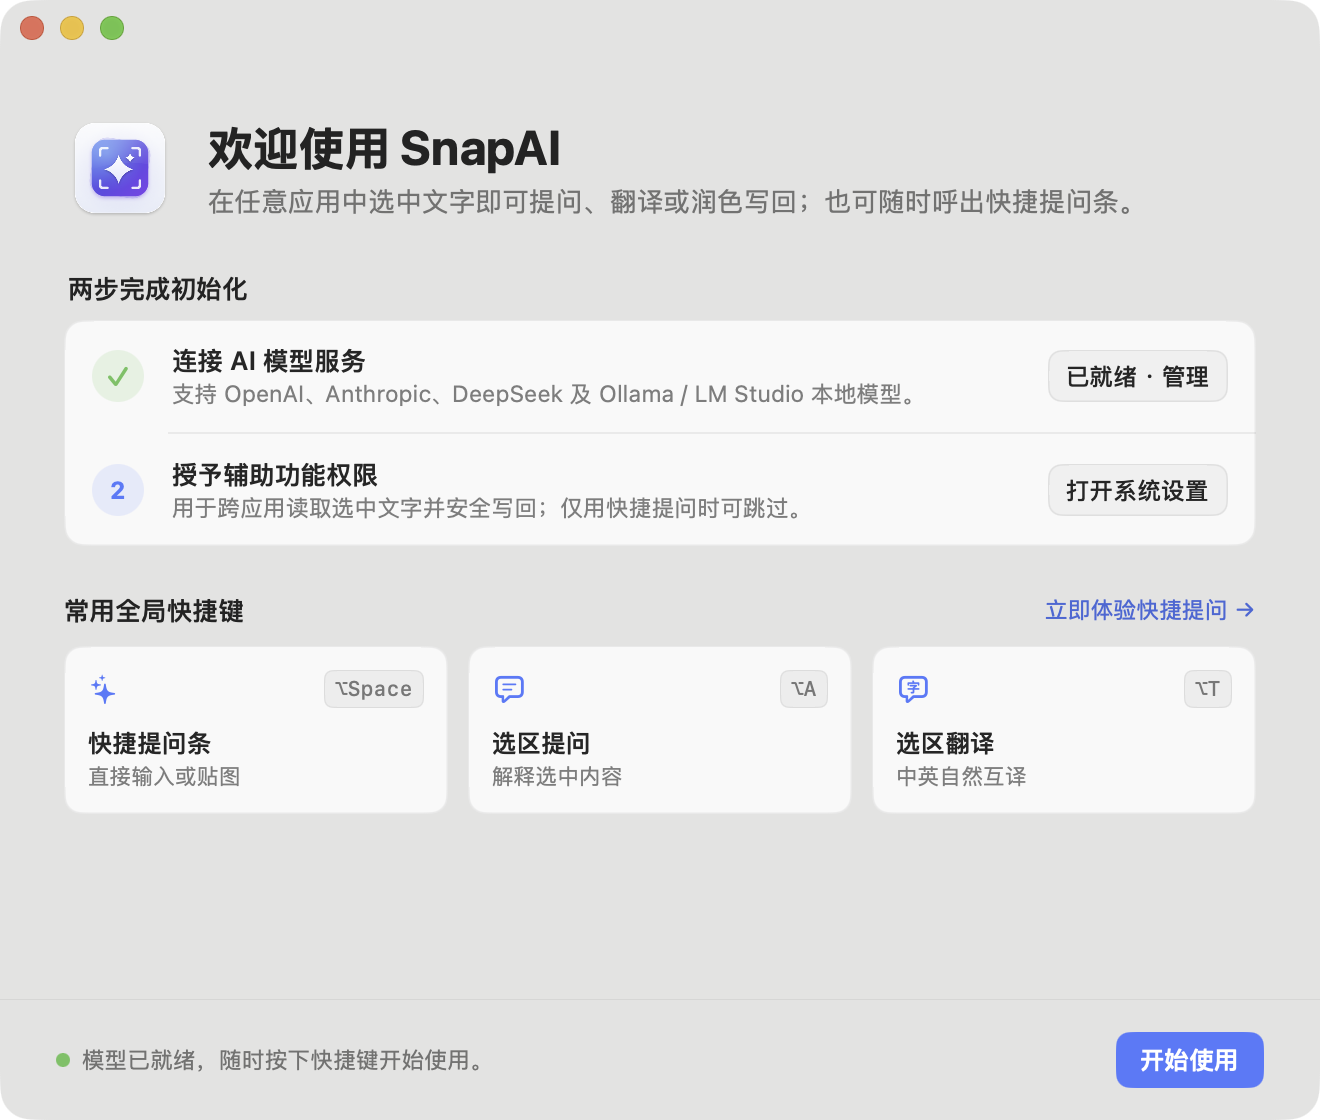 欢迎使用 SnapAI
在任意应用中选中文字即可提问、翻译或润色写回；也可随时呼出快捷提问条。
两步完成初始化
连接 AI 模型服务
支持 OpenAI、Anthropic、DeepSeek 及 Ollama / LM Studio 本地模型。
已就绪 · 管理
2
授予辅助功能权限
用于跨应用读取选中文字并安全写回；仅用快捷提问时可跳过。
打开系统设置
常用全局快捷键
立即体验快捷提问 →
⌥Space
快捷提问条
直接输入或贴图
⌥A
选区提问
解释选中内容
字
⌥T
选区翻译
中英自然互译
模型已就绪，随时按下快捷键开始使用。
开始使用